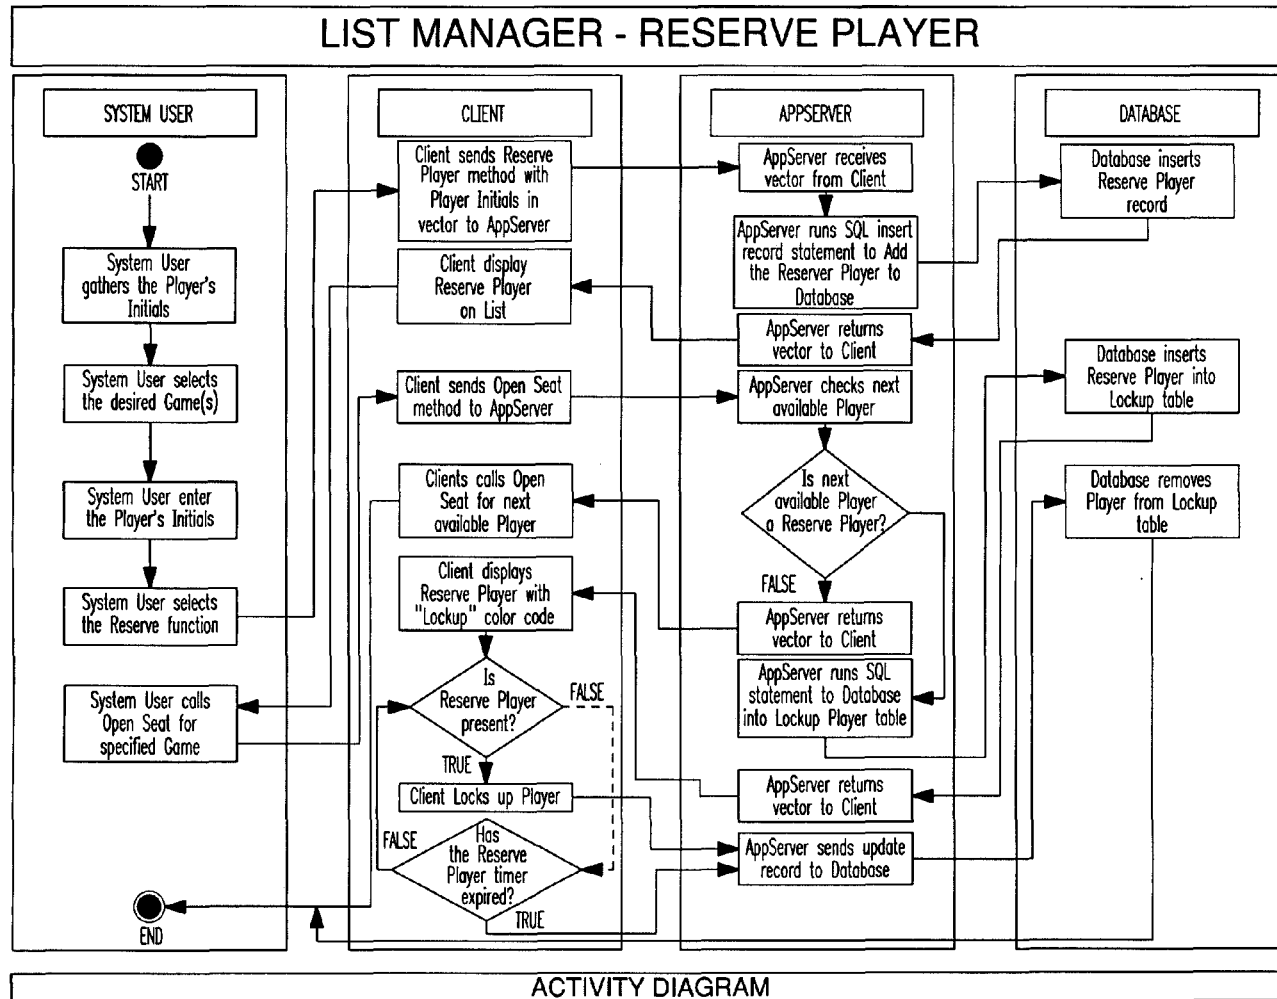 LIST MANAGER - RESERVE PLAYER
SYSTEM USER
START
System User
gathers the Player's
Initials
System User selects
the desired Game(s)
System User enter
the Player's Initials
System User selects
the Reserve function
System User calls
Open Seat for
specified Game
END
CLIENT
Client sends Reserve
Player method with
Player Initials in
vector to AppServer
Client display
Reserve Player
on List
Client sends Open Seat
method to AppServer
Clients calls Open
Seat for next
available Player
Client displays
Reserve Player with
"Lockup" color code
Is
Reserve Player
present?
FALSE
TRUE
Client Locks up Player
FALSE
Has
the Reserve
Player timer
expired?
TRUE
APPSERVER
AppServer receives
vector from Client
AppServer runs SQL insert
record statement to Add
the Reserver Player to
Database
AppServer returns
vector to Client
AppServer checks next
available Player
Is next
available Player
a Reserve Player?
FALSE
AppServer returns
vector to Client
AppServer runs SQL
statement to Database
into Lockup Player table
AppServer returns
vector to Client
AppServer sends update
record to Database
DATABASE
Database inserts
Reserve Player
record
Database inserts
Reserve Player into
Lockup table
Database removes
Player from Lockup
table
ACTIVITY DIAGRAM